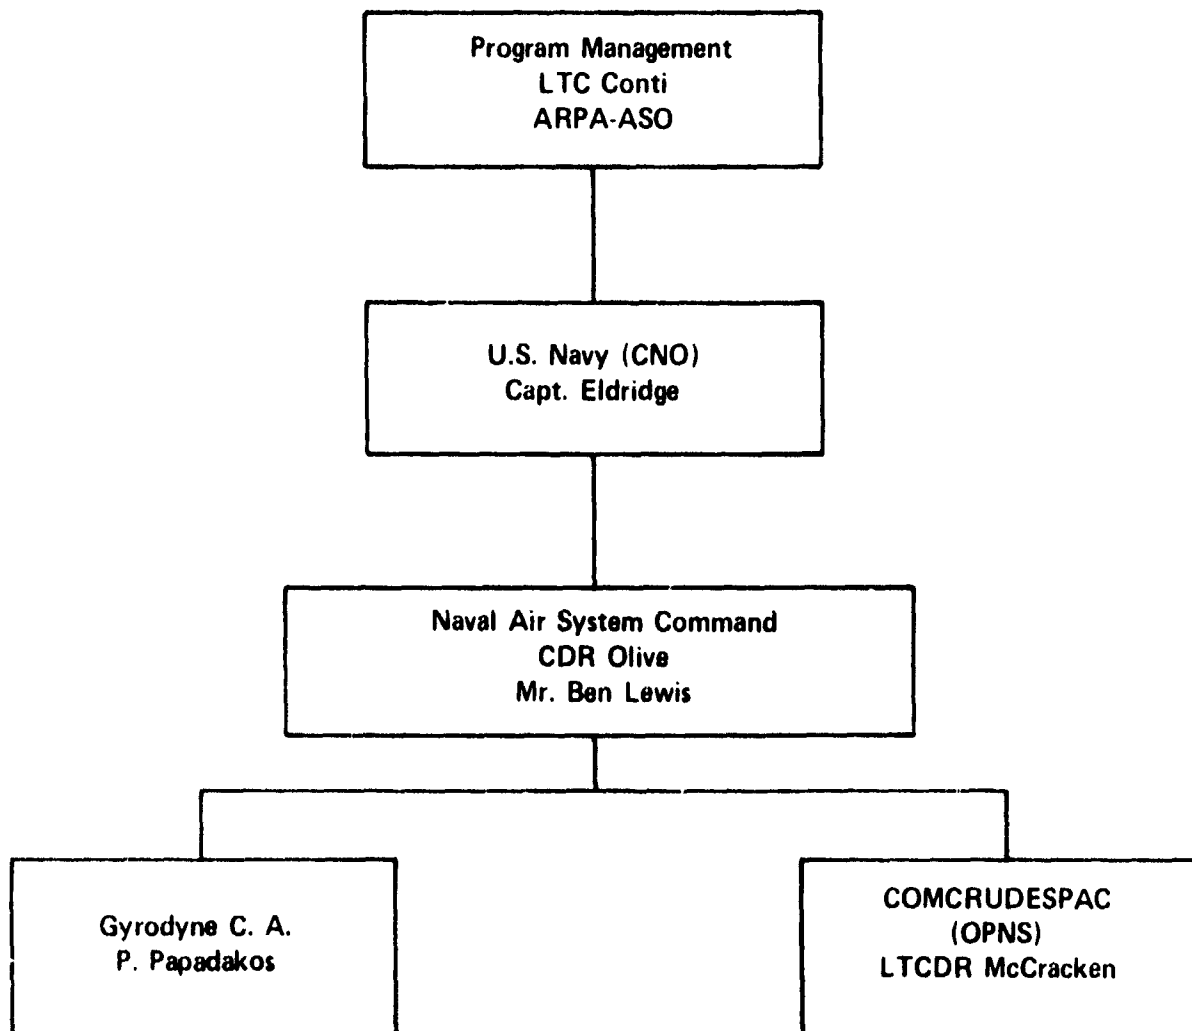 Program Management
LTC Conti
ARPA-ASO
U.S. Navy (CNO)
Capt. Eldridge
Naval Air System Command
CDR Olive
Mr. Ben Lewis
Gyrodyne C. A.
P. Papadakos
COMCRUDESPAC
(OPNS)
LTCDR McCracken